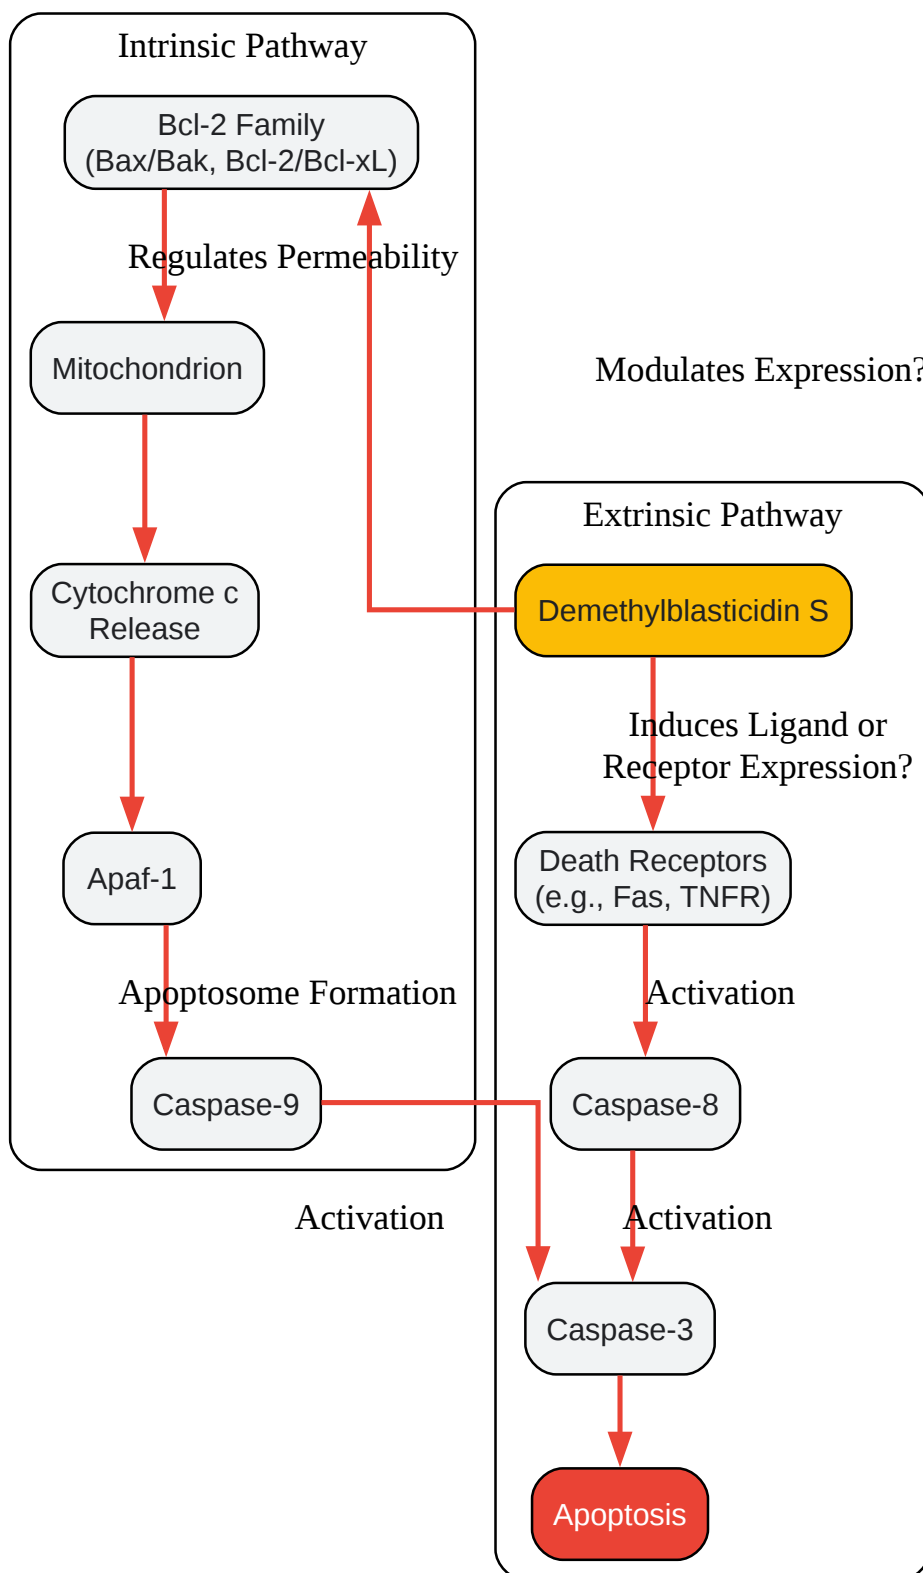 Intrinsic Pathway
Bcl-2 Family
(Bax/Bak, Bcl-2/Bcl-xL)
Regulates Permeability
Mitochondrion
Modulates Expression?
Extrinsic Pathway
Cytochrome c
Release
Demethylblasticidin S
Induces Ligand or
Receptor Expression?
Apaf-1
Death Receptors
(e.g., Fas, TNFR)
Apoptosome Formation
Activation
Caspase-9
Caspase-8
Activation
Activation
Caspase-3
Apoptosis